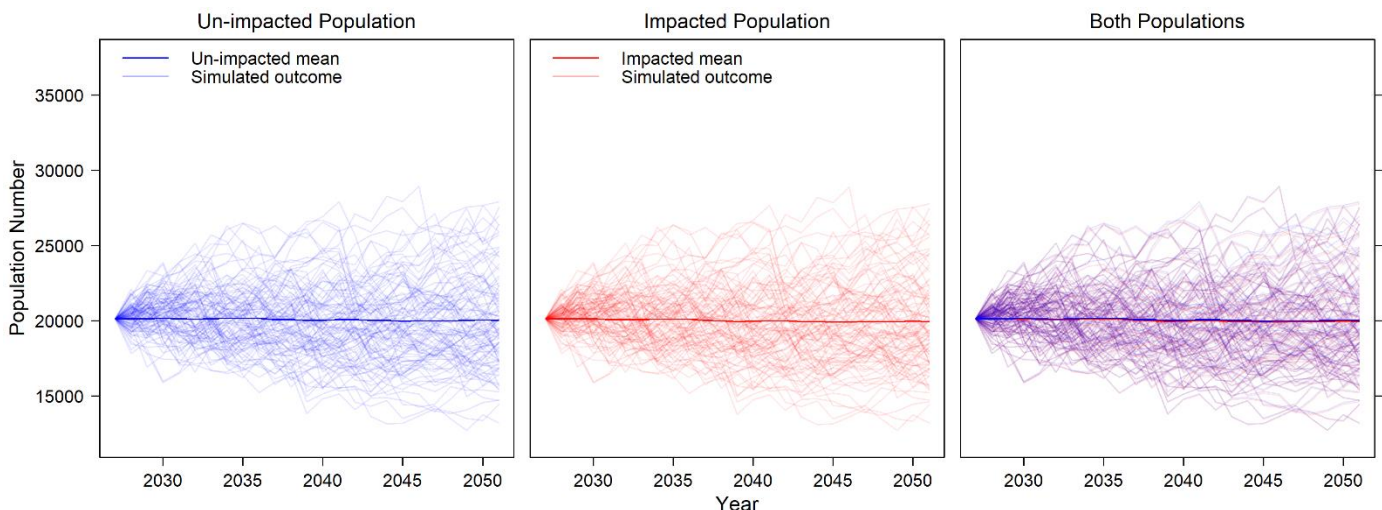 Un-impacted Population
Impacted Population
Both Populations
Un-impacted mean
Simulated outcome
Impacted mean
Simulated outcome
Population Number
35000
30000
25000
20000
15000
2030 2035 2040 2045 2050
2030 2035 2040 2045 2050
2030 2035 2040 2045 2050
Year